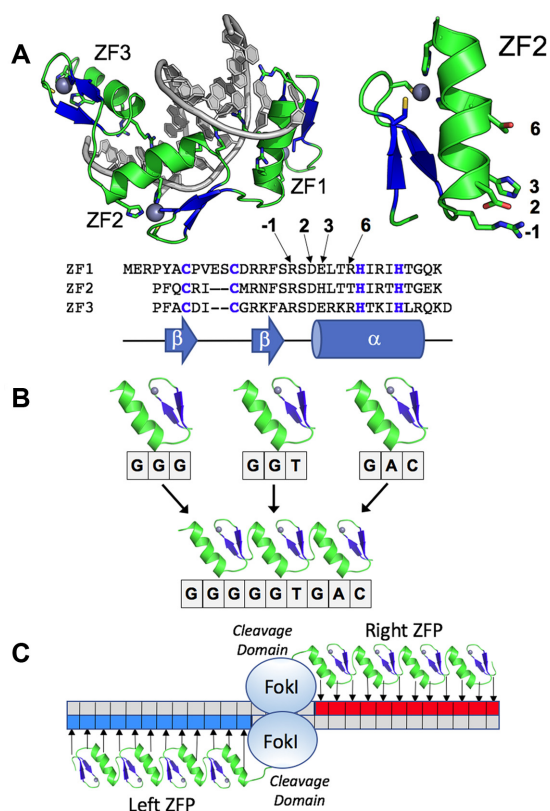 A
ZF3
ZF2
ZF1
ZF2
6
3
2
-1
-1 2 3 6
ZF1 MERPYACPVESCDRRFSRSDELTRHIRIHTGQK
ZF2 PFQCRI--CMRNFSRSDHLTTHIRTHTGEK
ZF3 PFACDI--CGRKFARSDERKRHTKIHLRQKD
β β α
B
G G G G G T G A C
G G G G G T G A C
C
Cleavage
Domain
Right ZFP
FokI
FokI
Left ZFP
Cleavage
Domain